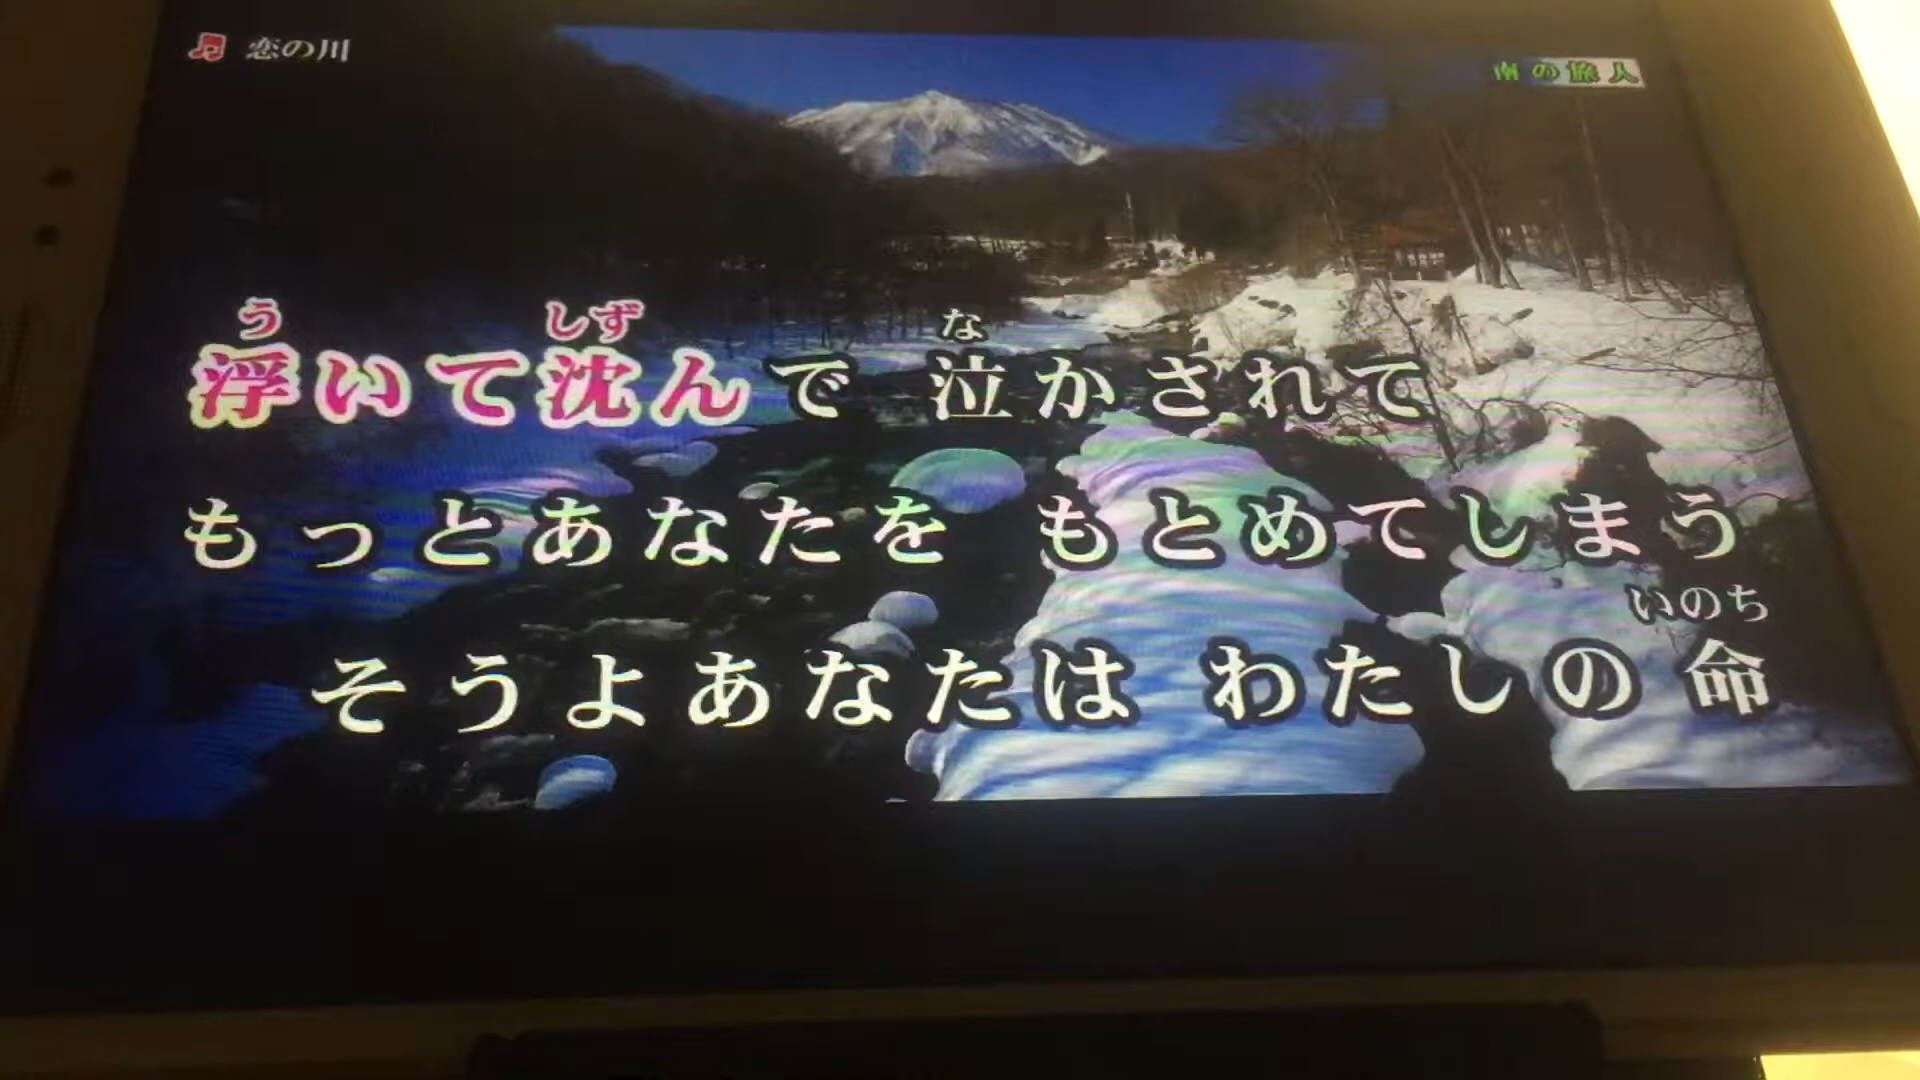 恋の川
南の旅人
う しず な
浮いて沈んで 泣かされて
もっとあなたを もとめてしまう
いのち
そうよあなたは わたしの命